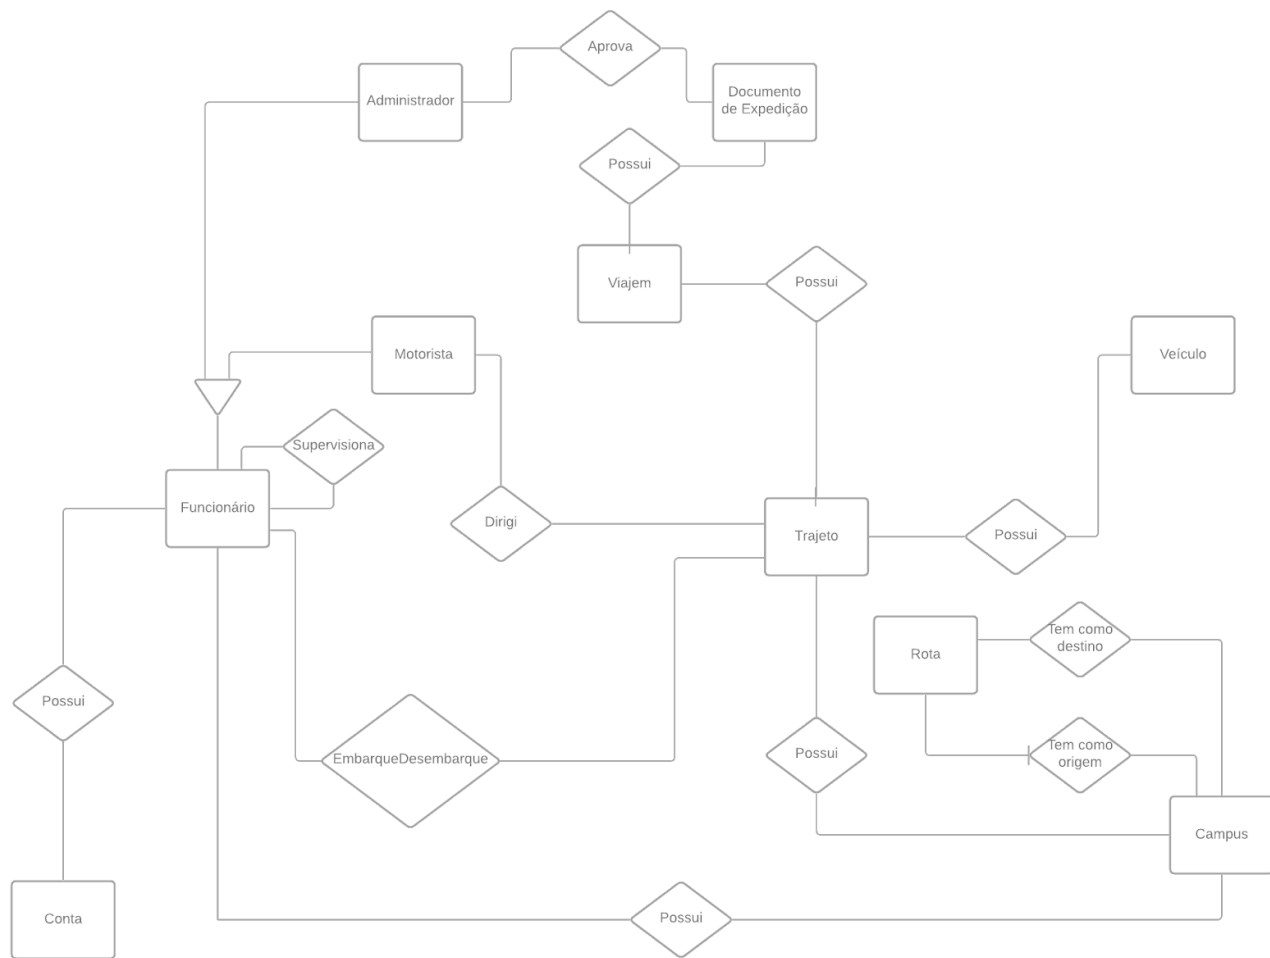 Aprova
Administrador
Documento
de Expedição
Possui
Viajem
Possui
Motorista
Veículo
Supervisiona
Funcionário
Dirigi
Trajeto
Possui
Tem como
destino
Rota
Possui
EmbarqueDesembarque
Possui
Tem como
origem
Campus
Conta
Possui